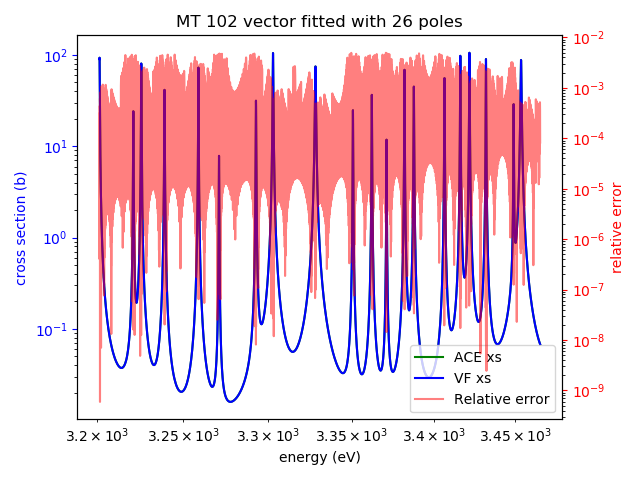 MT 102 vector fitted with 26 poles
10²
10¹
10⁰
10⁻¹
cross section (b)
10⁻²
10⁻³
10⁻⁴
10⁻⁵
10⁻⁶
10⁻⁷
10⁻⁸
10⁻⁹
relative error
ACE xs
VF xs
Relative error
3.2 × 10³ 3.25 × 10³ 3.3 × 10³ 3.35 × 10³ 3.4 × 10³ 3.45 × 10³
energy (eV)